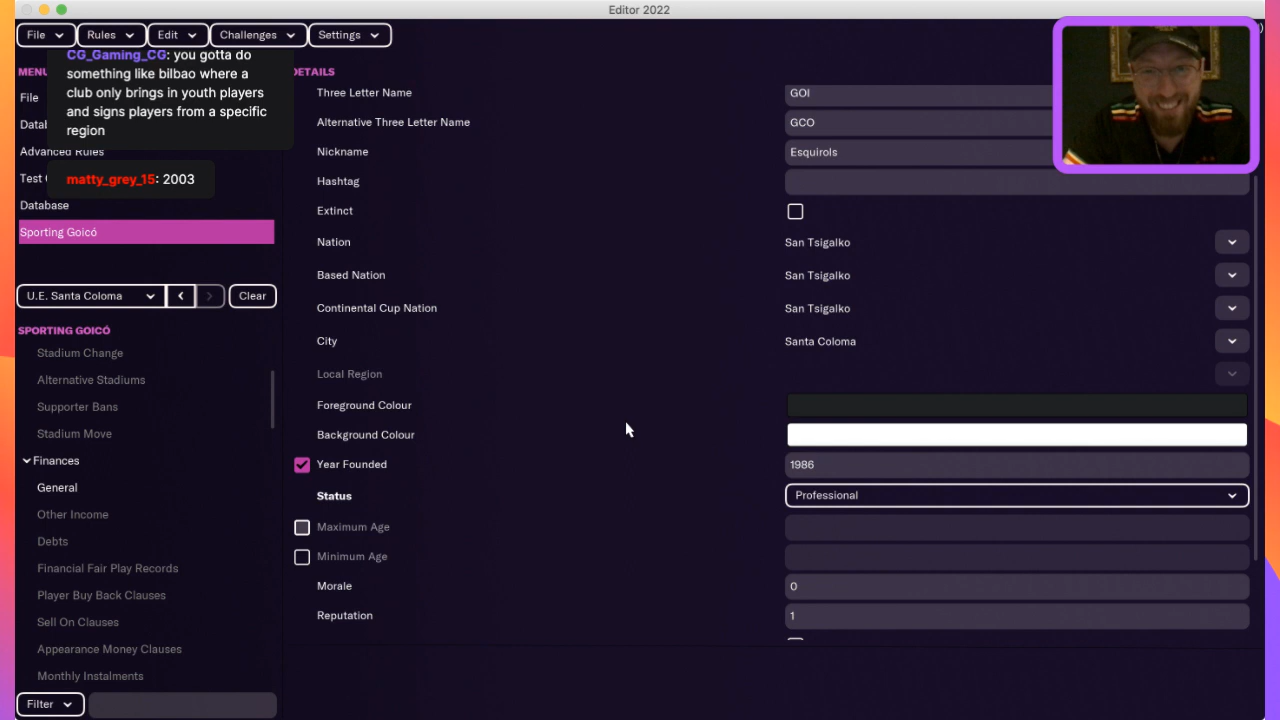 Editor 2022
File
Rules
Edit
Challenges
Settings
CG_Gaming_CG: you gotta do
something like bilbao where a
club only brings in youth players
and signs players from a specific
region
matty_grey_15: 2003
MENU
File
Advanced Rules
Test
Database
Sporting Goicó
U.E. Santa Coloma
Clear
SPORTING GOICÓ
Stadium Change
Alternative Stadiums
Supporter Bans
Stadium Move
Finances
General
Other Income
Debts
Financial Fair Play Records
Player Buy Back Clauses
Sell On Clauses
Appearance Money Clauses
Monthly Instalments
Filter
DETAILS
Three Letter Name GOI
Alternative Three Letter Name GCO
Nickname Esquirols
Hashtag
Extinct
Nation San Tsigalko
Based Nation San Tsigalko
Continental Cup Nation San Tsigalko
City Santa Coloma
Local Region
Foreground Colour
Background Colour
Year Founded 1986
Status Professional
Maximum Age
Minimum Age
Morale 0
Reputation 1